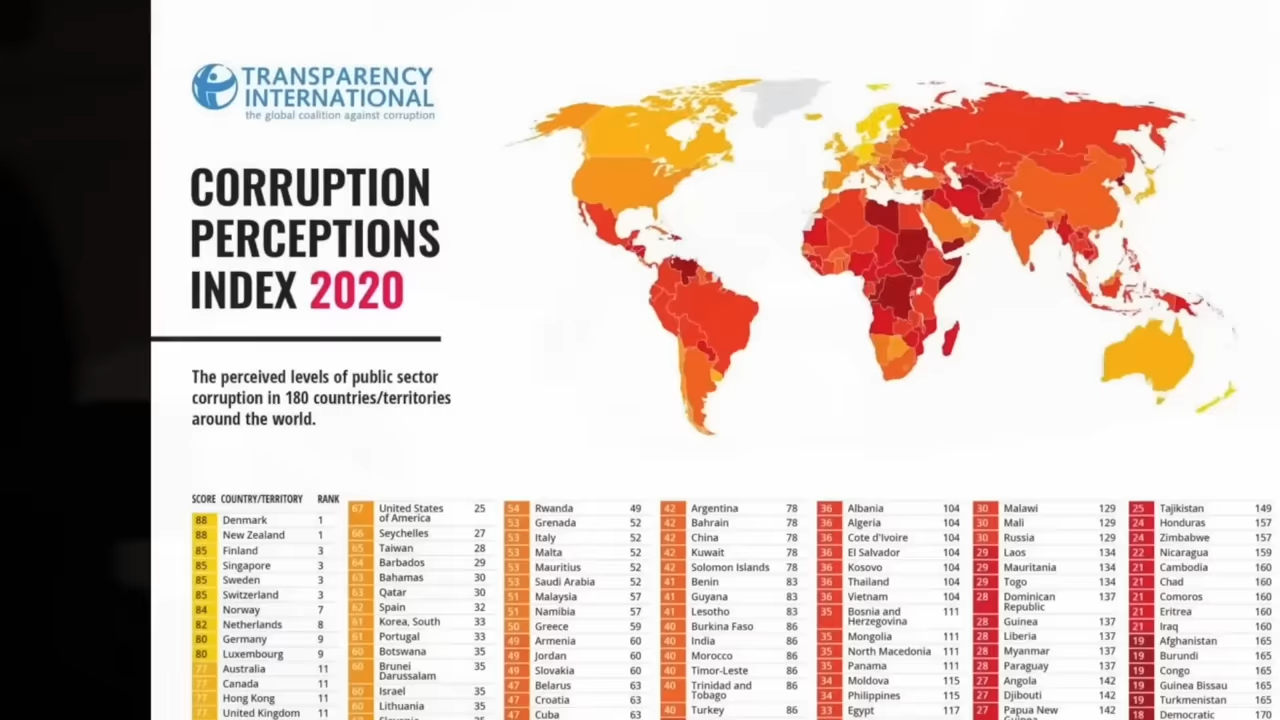 TRANSPARENCY
INTERNATIONAL
the global coalition against corruption
CORRUPTION
PERCEPTIONS
INDEX 2020
The perceived levels of public sector
corruption in 180 countries/territories
around the world.
SCORE COUNTRY/TERRITORY RANK
88 Denmark 1
88 New Zealand 1
85 Finland 3
85 Singapore 3
85 Sweden 3
85 Switzerland 3
84 Norway 7
82 Netherlands 8
80 Germany 9
80 Luxembourg 9
77 Australia 11
77 Canada 11
77 Hong Kong 11
77 United Kingdom 11
67 United States 25
of America
66 Seychelles 27
65 Taiwan 28
64 Barbados 29
63 Bahamas 30
63 Qatar 30
62 Spain 32
61 Korea, South 33
61 Portugal 33
60 Botswana 35
60 Brunei 35
Darussalam
60 Israel 35
60 Lithuania 35
54 Rwanda 49
53 Grenada 52
53 Italy 52
53 Malta 52
53 Mauritius 52
53 Saudi Arabia 52
51 Malaysia 57
51 Namibia 57
50 Greece 59
49 Armenia 60
49 Jordan 60
49 Slovakia 60
47 Belarus 63
47 Croatia 63
47 Cuba 63
42 Argentina 78
42 Bahrain 78
42 China 78
42 Kuwait 78
42 Solomon Islands 78
41 Benin 83
41 Guyana 83
41 Lesotho 83
40 Burkina Faso 86
40 India 86
40 Morocco 86
40 Timor-Leste 86
40 Trinidad and 86
Tobago
40 Turkey 86
36 Albania 104
36 Algeria 104
36 Cote d'Ivoire 104
36 El Salvador 104
36 Kosovo 104
36 Thailand 104
36 Vietnam 104
35 Bosnia and 111
Herzegovina
35 Mongolia 111
35 North Macedonia 111
35 Panama 111
34 Moldova 115
34 Philippines 115
33 Egypt 117
30 Malawi 129
30 Mali 129
30 Russia 129
29 Laos 134
29 Mauritania 134
29 Togo 134
28 Dominican 137
Republic
28 Guinea 137
28 Liberia 137
28 Myanmar 137
28 Paraguay 137
27 Angola 142
27 Djibouti 142
27 Papua New 142
25 Tajikistan 149
24 Honduras 157
24 Zimbabwe 157
22 Nicaragua 159
21 Cambodia 160
21 Chad 160
21 Comoros 160
21 Eritrea 160
21 Iraq 160
19 Afghanistan 165
19 Burundi 165
19 Congo 165
19 Guinea Bissau 165
19 Turkmenistan 165
18 Democratic 170